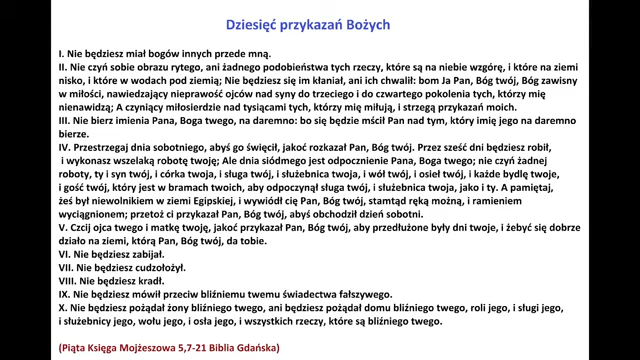 Dziesięć przykazań Bożych
I. Nie będziesz miał bogów innych przede mną.
II. Nie czyń sobie obrazu rytego, ani żadnego podobieństwa tych rzeczy, które są na niebie wzgórę, i które na ziemi
nisko, i które w wodach pod ziemią; Nie będziesz się im kłaniał, ani ich chwalił: bom Ja Pan, Bóg twój, Bóg zawisny
w miłości, nawiedzający nieprawość ojców nad syny do trzeciego i do czwartego pokolenia tych, którzy mię
nienawidzą; A czyniący miłosierdzie nad tysiącami tych, którzy mię miłują, i strzegą przykazań moich.
III. Nie bierz imienia Pana, Boga twego, na daremno: bo się będzie mścił Pan nad tym, który imię jego na daremno
bierze.
IV. Przestrzegaj dnia sobotniego, abyś go święcił, jakoć rozkazał Pan, Bóg twój. Przez sześć dni będziesz robił,
i wykonasz wszelaką robotę twoję; Ale dnia siódmego jest odpocznienie Pana, Boga twego; nie czyń żadnej
roboty, ty i syn twój, i córka twoja, i sługa twój, i służebnica twoja, i wół twój, i osieł twój, i każde bydlę twoje,
i gość twój, który jest w bramach twoich, aby odpoczynął sługa twój, i służebnica twoja, jako i ty. A pamiętaj,
żeś był niewolnikiem w ziemi Egipskiej, i wywiódł cię Pan, Bóg twój, stamtąd ręką możną, i ramieniem
wyciągnionem; przetoż ci przykazał Pan, Bóg twój, abyś obchodził dzień sobotni.
V. Czcij ojca twego i matkę twoję, jakoć przykazał Pan, Bóg twój, aby przedłużone były dni twoje, i żebyć się dobrze
działo na ziemi, którą Pan, Bóg twój, da tobie.
VI. Nie będziesz zabijał.
VII. Nie będziesz cudzołożył.
VIII. Nie będziesz kradł.
IX. Nie będziesz mówił przeciw bliźniemu twemu świadectwa fałszywego.
X. Nie będziesz pożądał żony bliźniego twego, ani będziesz pożądał domu bliźniego twego, roli jego, i sługi jego,
i służebnicy jego, wołu jego, i osła jego, i wszystkich rzeczy, które są bliźniego twego.
(Piąta Księga Mojżeszowa 5,7-21 Biblia Gdańska)